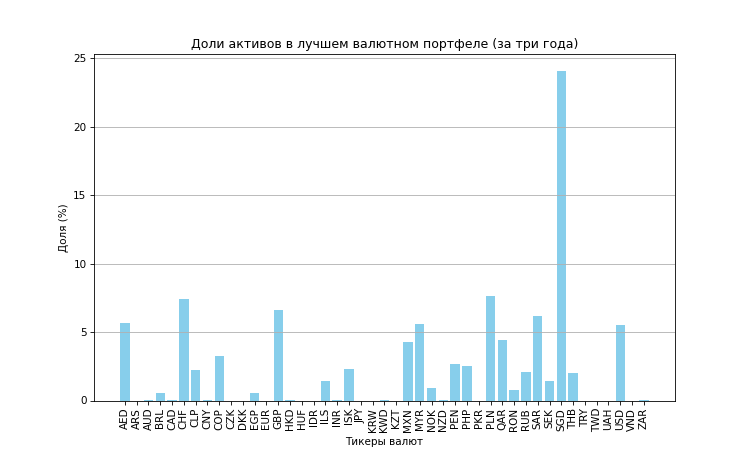 Доли активов в лучшем валютном портфеле (за три года)
25
20
15
10
5
0
Доля (%)
AED ARS AUD BRL CAD CHF CLP CNY COP CZK DKK EGP EUR GBP HKD HUF IDR ILS INR ISK JPY KRW KWD KZT MXN MYR NOK NZD PEN PHP PKR PLN QAR RON RUB SAR SEK SGD THB TRY TWD UAH USD VND ZAR
Тикеры валют